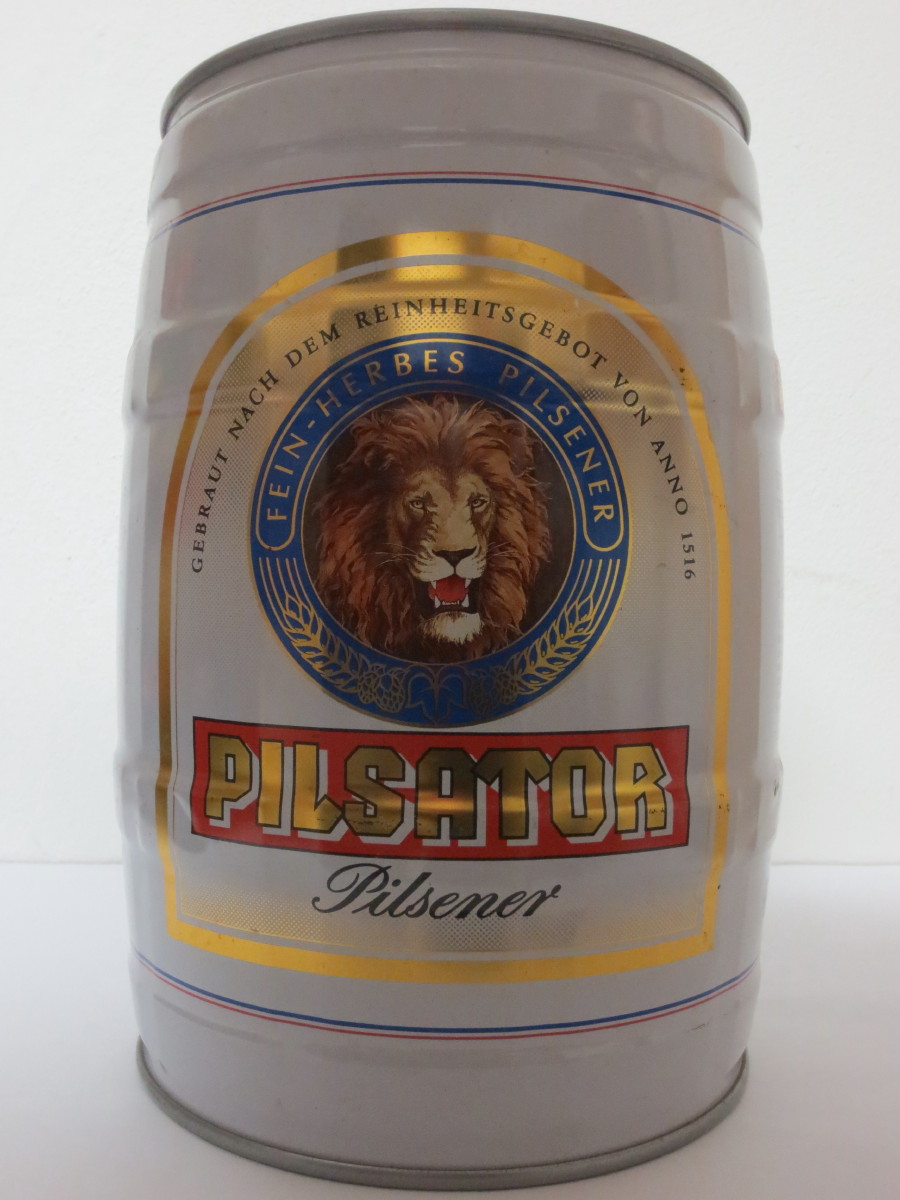 GEBRAUT NACH DEM REINHEITSGEBOT VON ANNO 1516
FEIN-HERBES PILSENER
PILSATOR
Pilsener